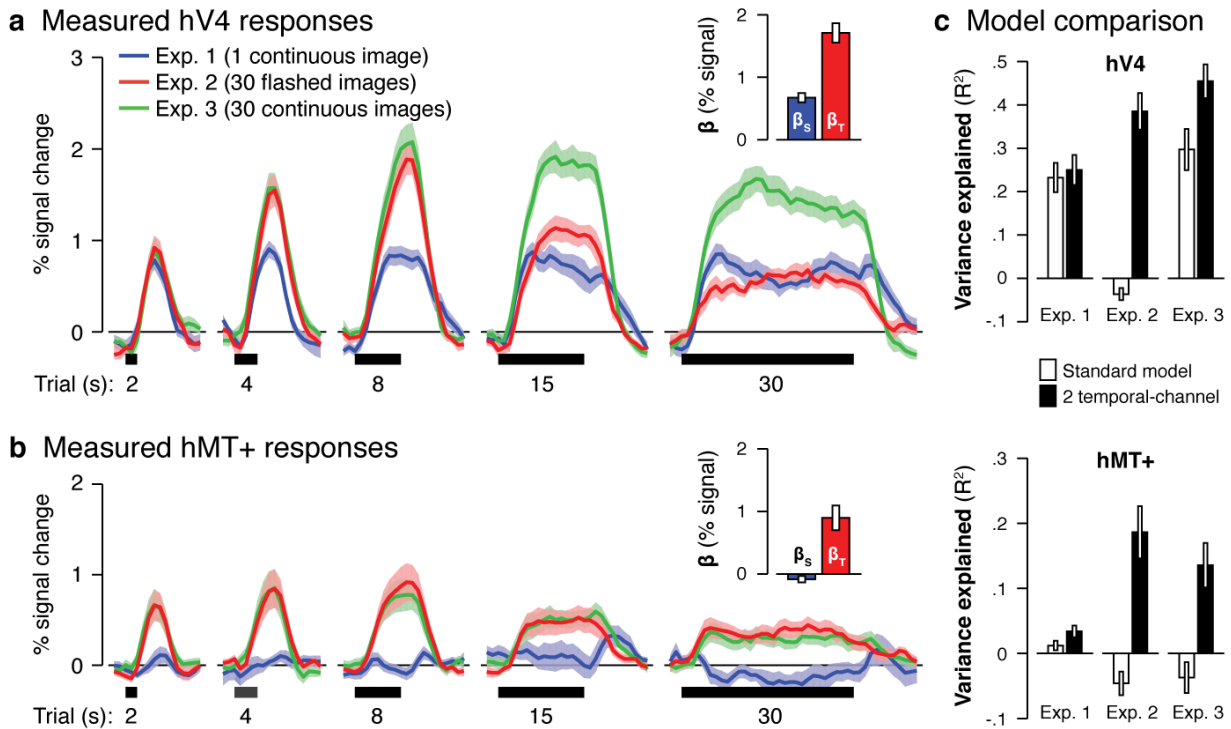 a Measured hV4 responses
3
2
1
0
% signal change
Exp. 1 (1 continuous image)
Exp. 2 (30 flashed images)
Exp. 3 (30 continuous images)
2
1
0
β (% signal)
βS
βT
Trial (s): 2 4 8 15 30
b Measured hMT+ responses
2
1
0
% signal change
2
1
0
β (% signal)
βS
βT
Trial (s): 2 4 8 15 30
c Model comparison
hV4
.5
.4
.3
.2
.1
0
-.1
Variance explained (R²)
Exp. 1 Exp. 2 Exp. 3
Standard model
2 temporal-channel
hMT+
.3
.2
.1
0
-.1
Variance explained (R²)
Exp. 1 Exp. 2 Exp. 3